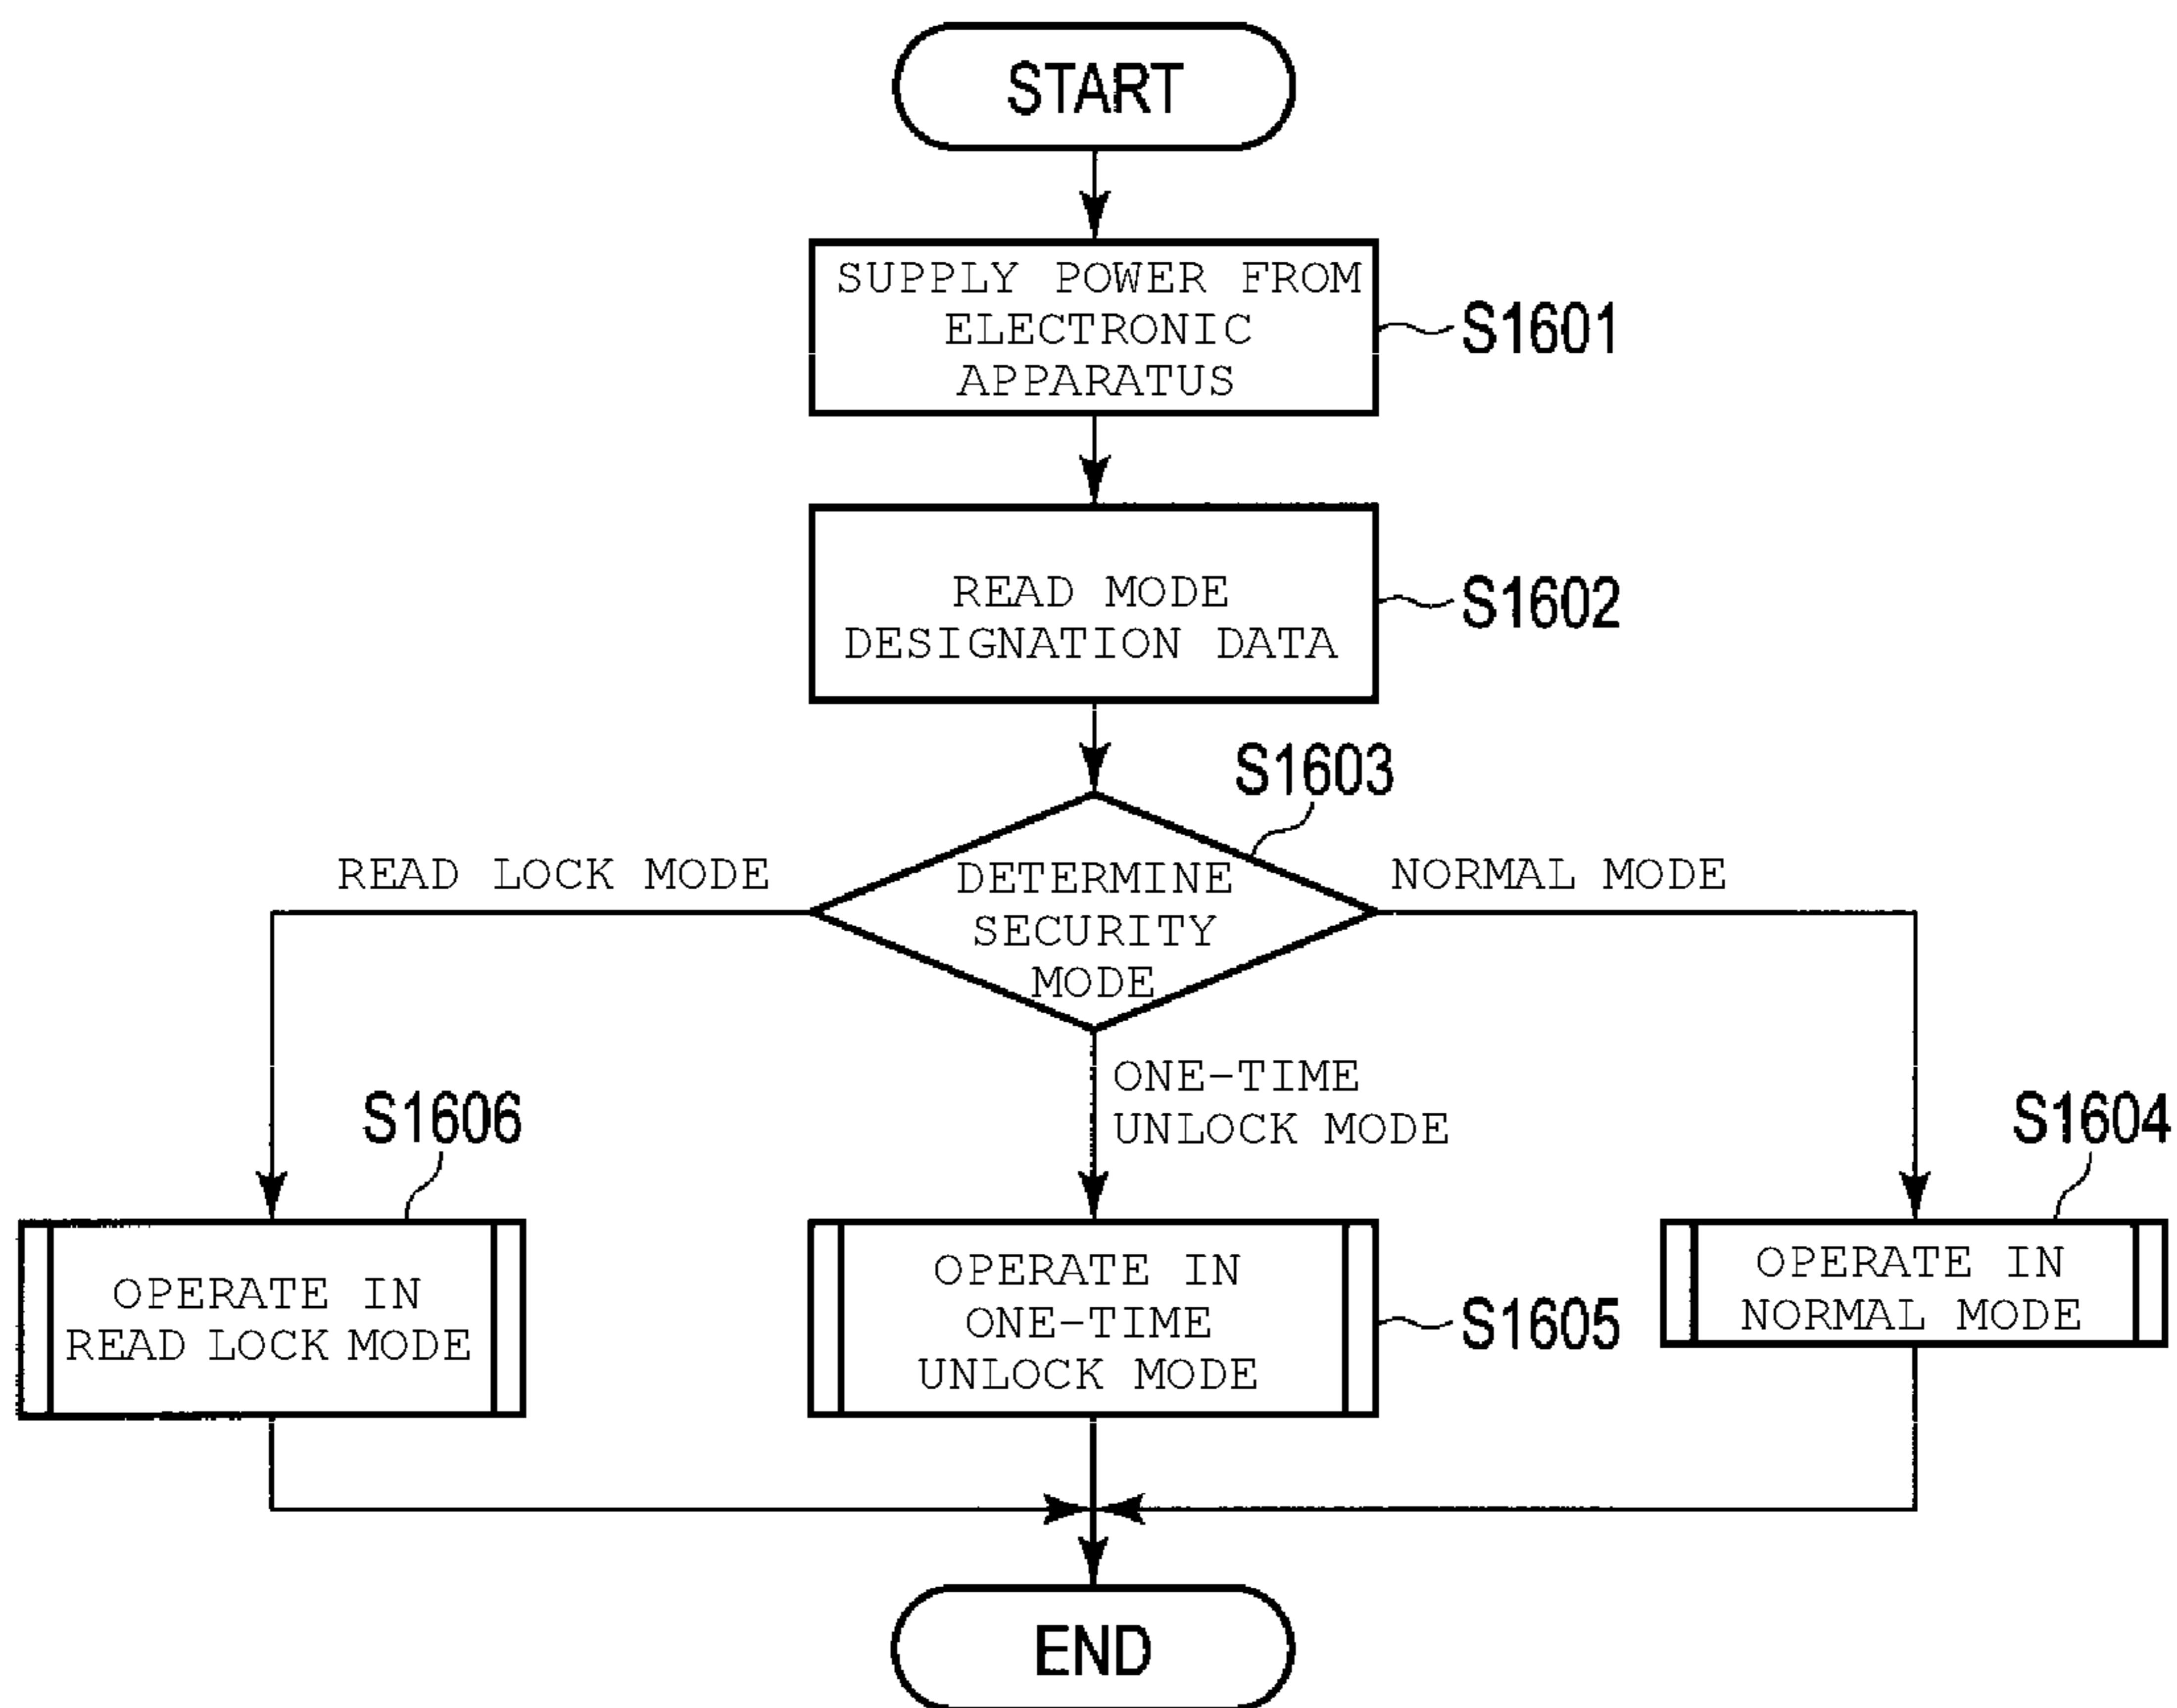 START
SUPPLY POWER FROM
ELECTRONIC
APPARATUS
S1601
READ MODE
DESIGNATION DATA
S1602
S1603
READ LOCK MODE
DETERMINE
SECURITY
MODE
NORMAL MODE
ONE-TIME
UNLOCK MODE
S1606
S1604
OPERATE IN
READ LOCK MODE
OPERATE IN
ONE-TIME
UNLOCK MODE
S1605
OPERATE IN
NORMAL MODE
END